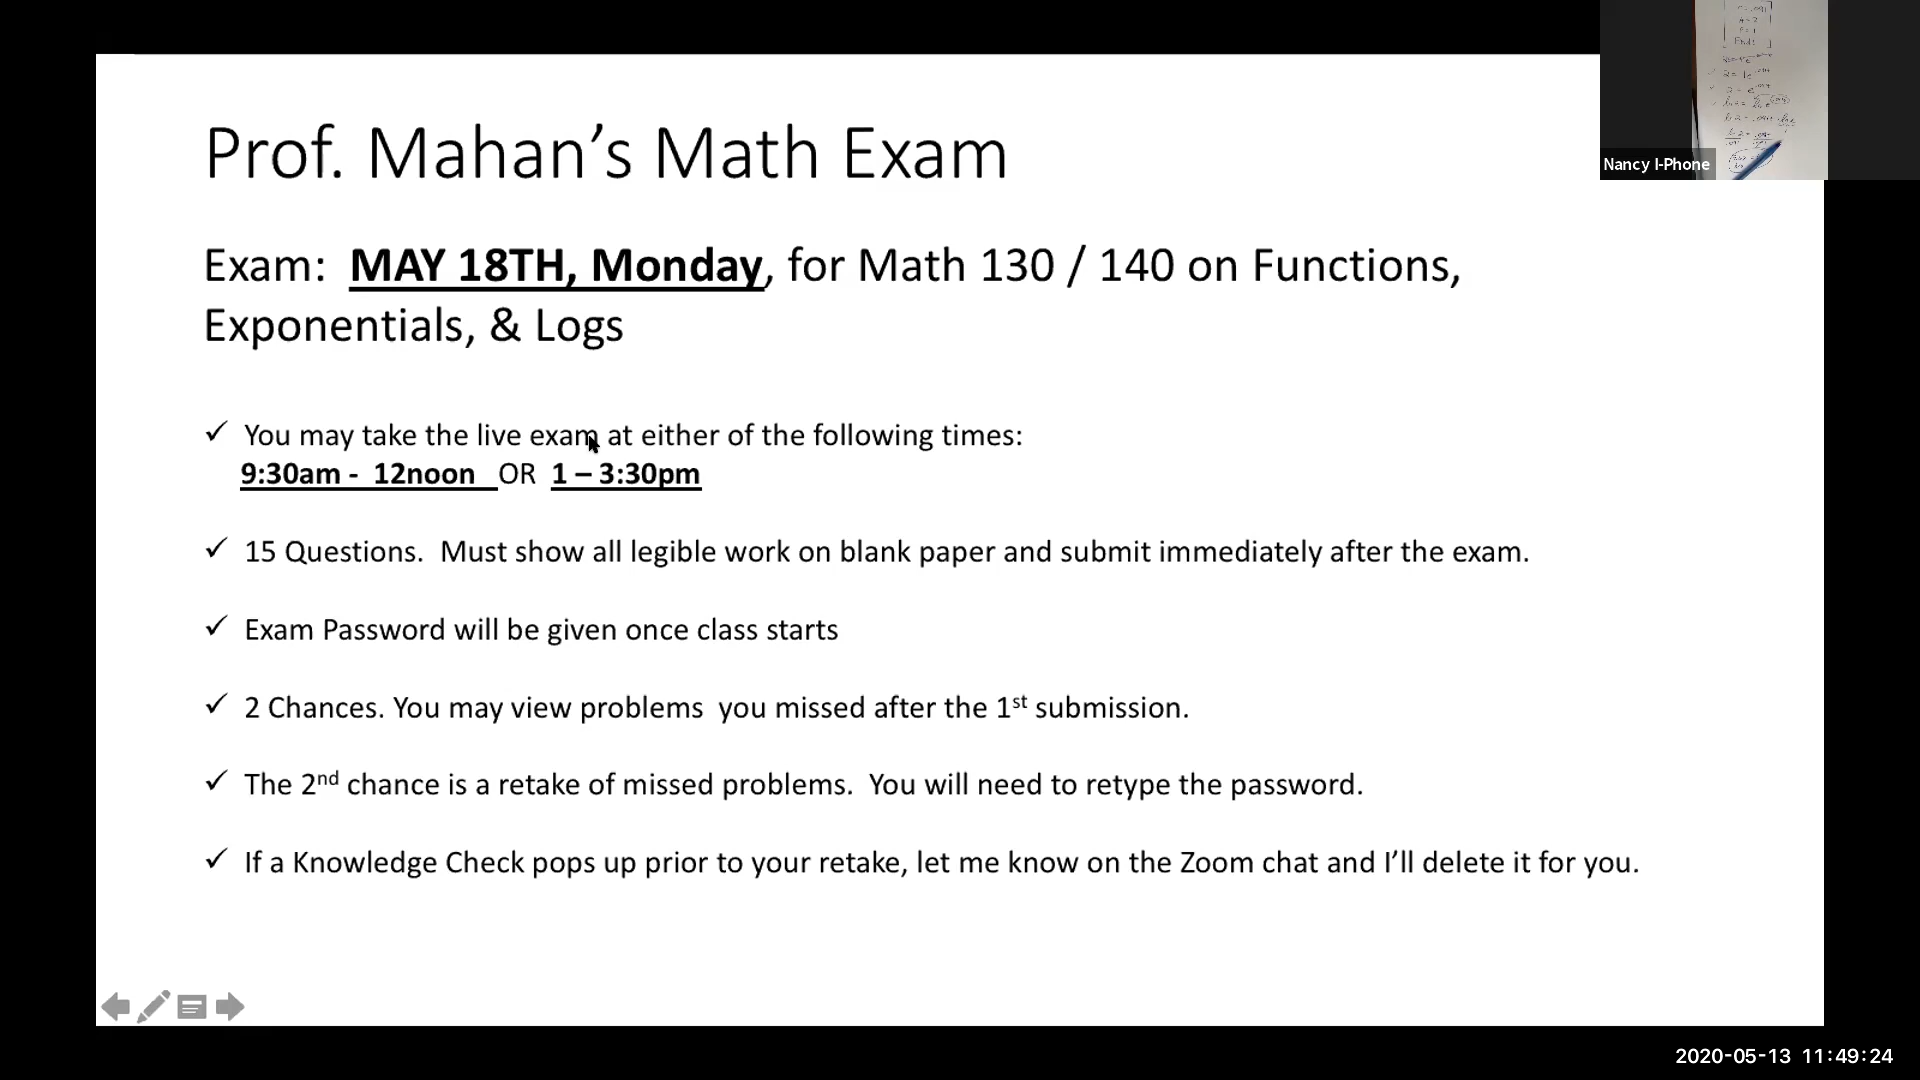 Prof. Mahan’s Math Exam
Exam:  MAY 18TH, Monday, for Math 130 / 140 on Functions,
Exponentials, & Logs
✓ You may take the live exam at either of the following times:
9:30am -  12noon  OR  1 – 3:30pm
✓ 15 Questions.  Must show all legible work on blank paper and submit immediately after the exam.
✓ Exam Password will be given once class starts
✓ 2 Chances. You may view problems  you missed after the 1st submission.
✓ The 2nd chance is a retake of missed problems.  You will need to retype the password.
✓ If a Knowledge Check pops up prior to your retake, let me know on the Zoom chat and I’ll delete it for you.
Nancy I-Phone
2020-05-13 11:49:24